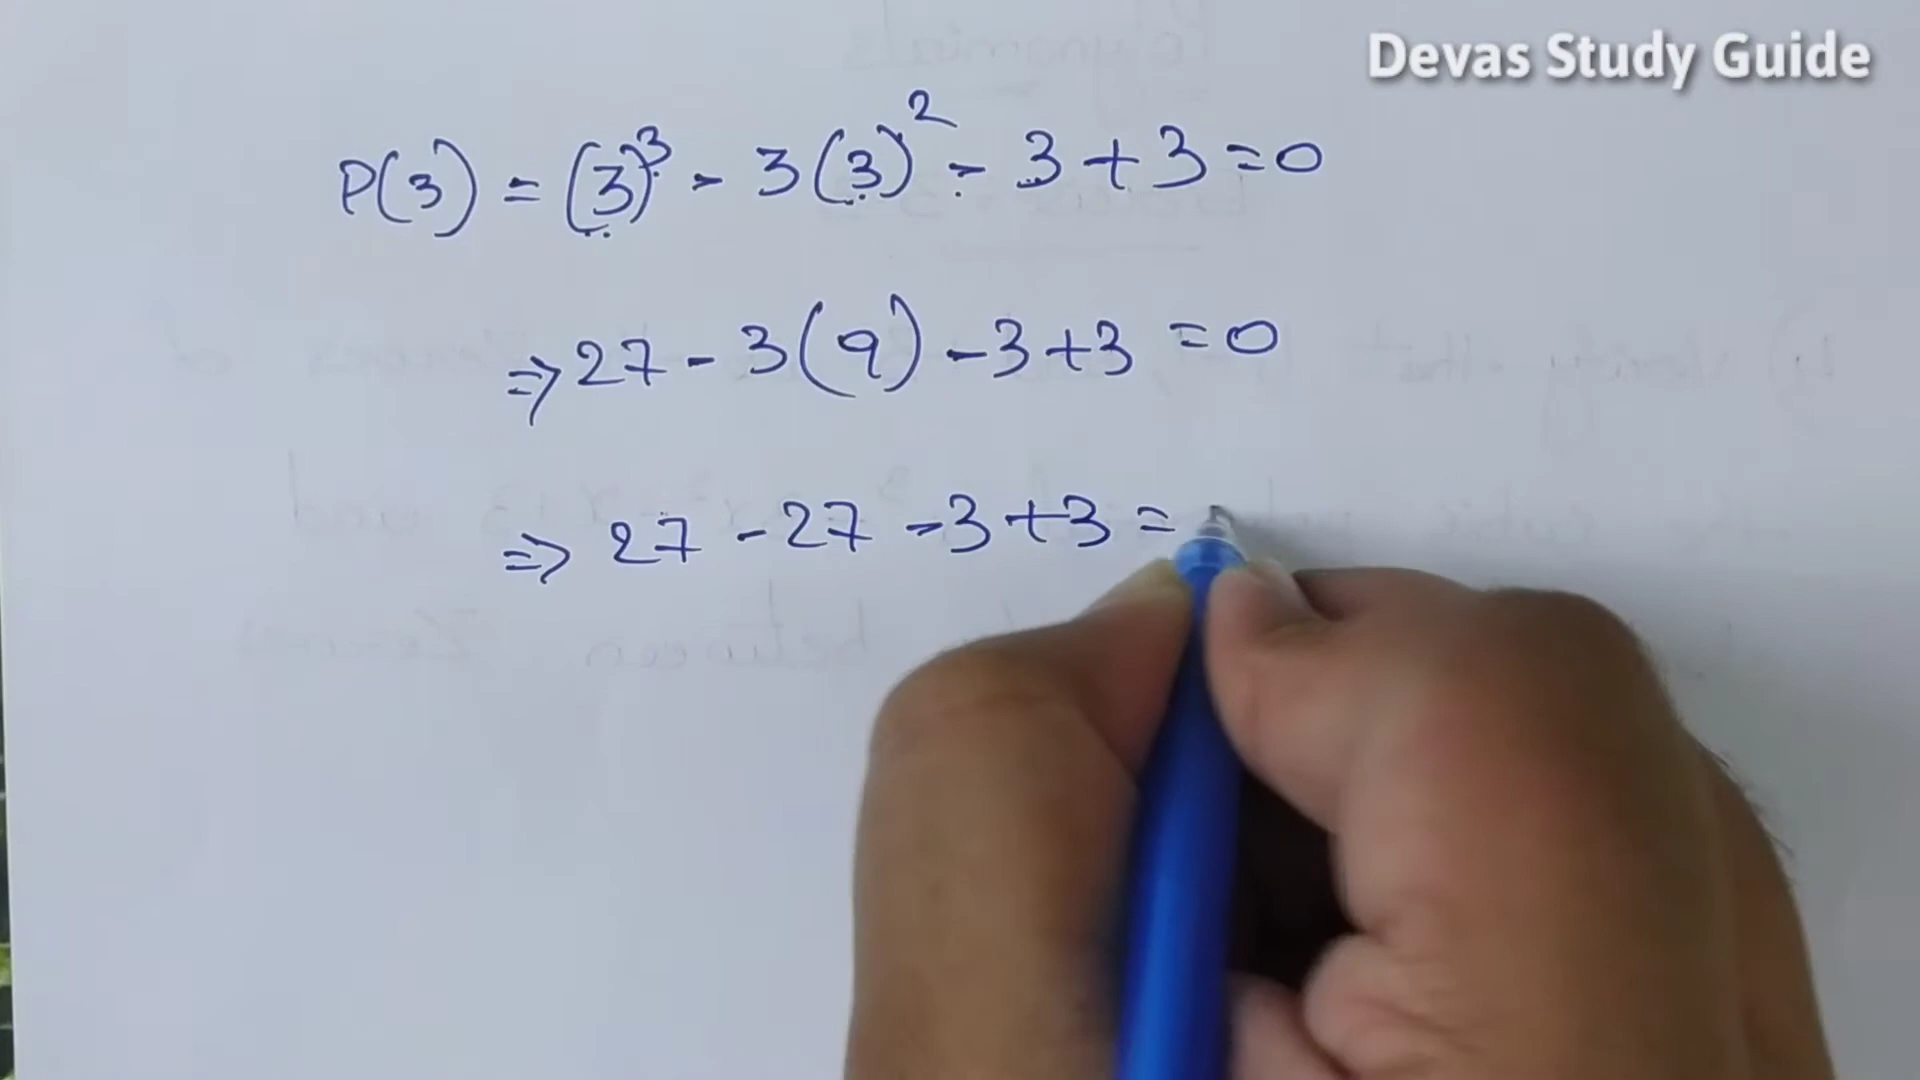 Devas Study Guide
P(3) = (3)³ - 3(3)² - 3 + 3 = 0
⇒ 27 - 3(9) - 3 + 3 = 0
⇒ 27 - 27 - 3 + 3 =